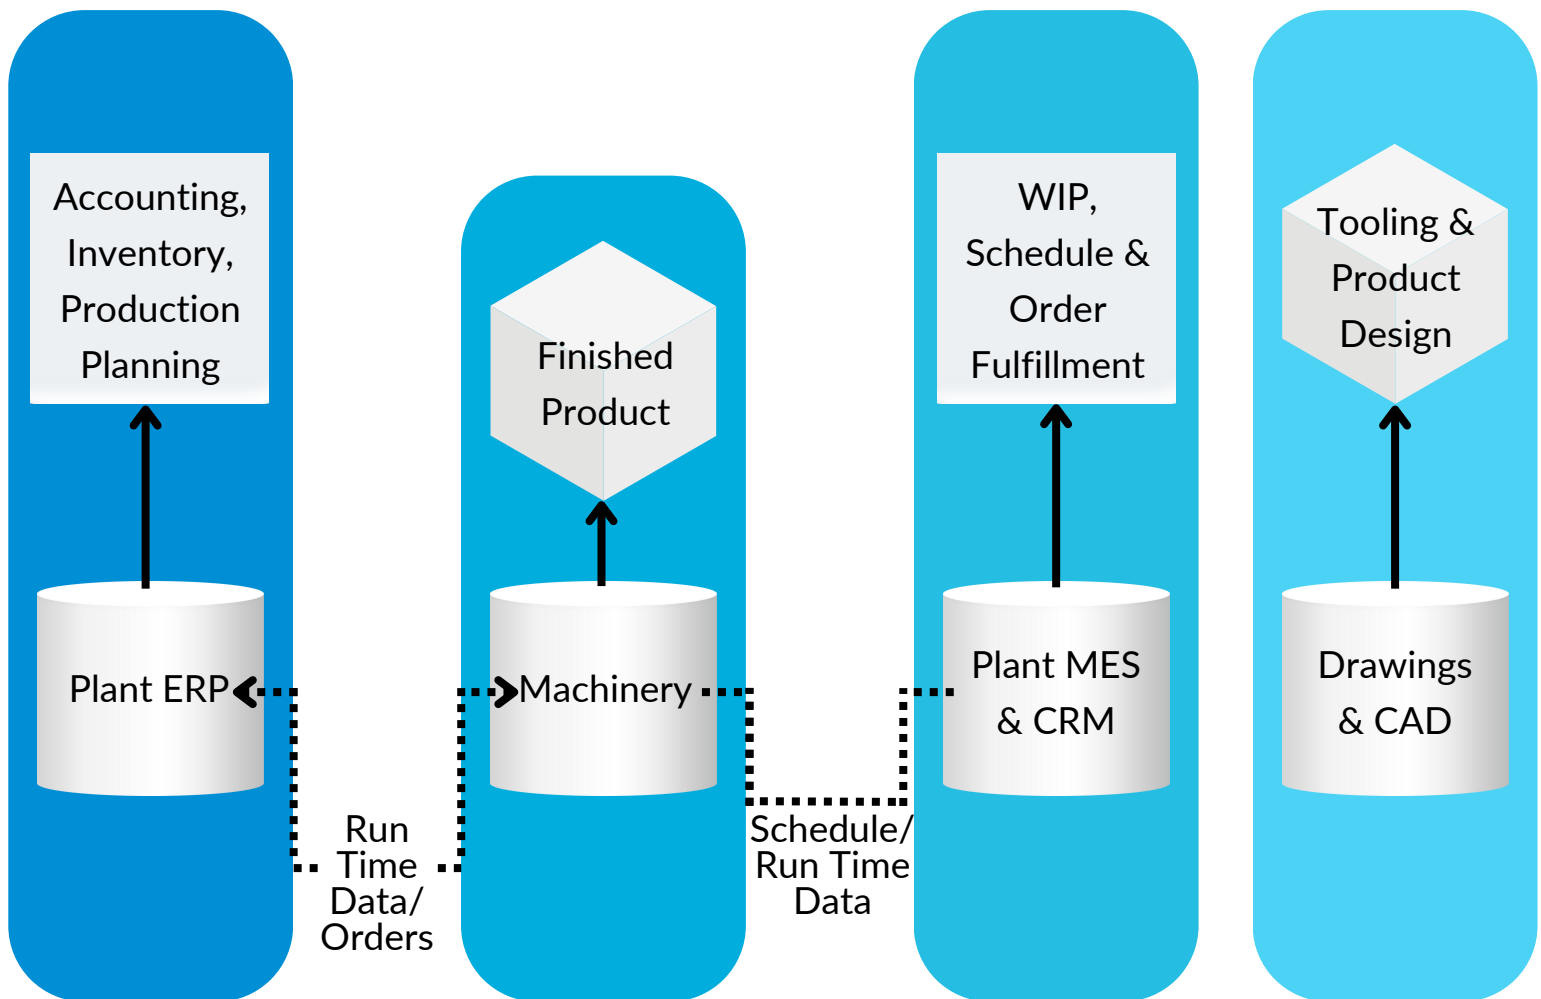 Accounting,
Inventory,
Production
Planning
Plant ERP
Run
Time
Data/
Orders
Finished
Product
Machinery
Schedule/
Run Time
Data
WIP,
Schedule &
Order
Fulfillment
Plant MES
& CRM
Tooling &
Product
Design
Drawings
& CAD